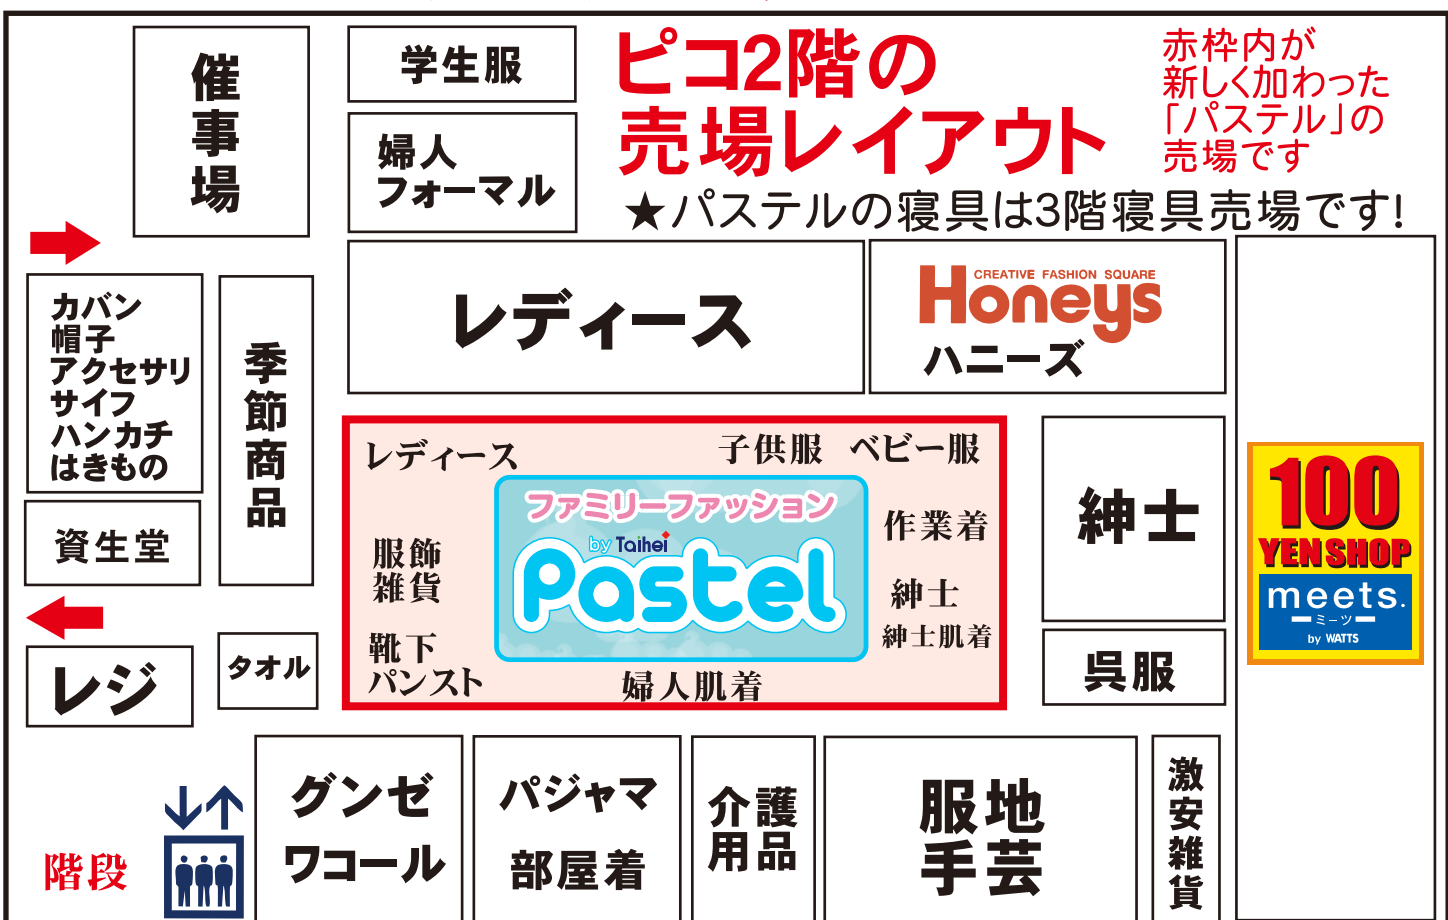 ピコ2階の
売場レイアウト
赤枠内が
新しく加わった
「パステル」の
売場です
★パステルの寝具は3階寝具売場です!
催事場
学生服
婦人
フォーマル
レディース
CREATIVE FASHION SQUARE
Honeys
ハニーズ
カバン
帽子
アクセサリ
サイフ
ハンカチ
はきもの
季節商品
資生堂
レジ
タオル
レディース
子供服
ベビー服
ファミリーファッション
by Taihei
Pastel
服飾
雑貨
作業着
紳士
紳士肌着
靴下
パンスト
婦人肌着
紳士
呉服
100
YEN SHOP
meets.
ミーツ
by WATTS
階段
グンゼ
ワコール
パジャマ
部屋着
介護
用品
服地
手芸
激安雑貨